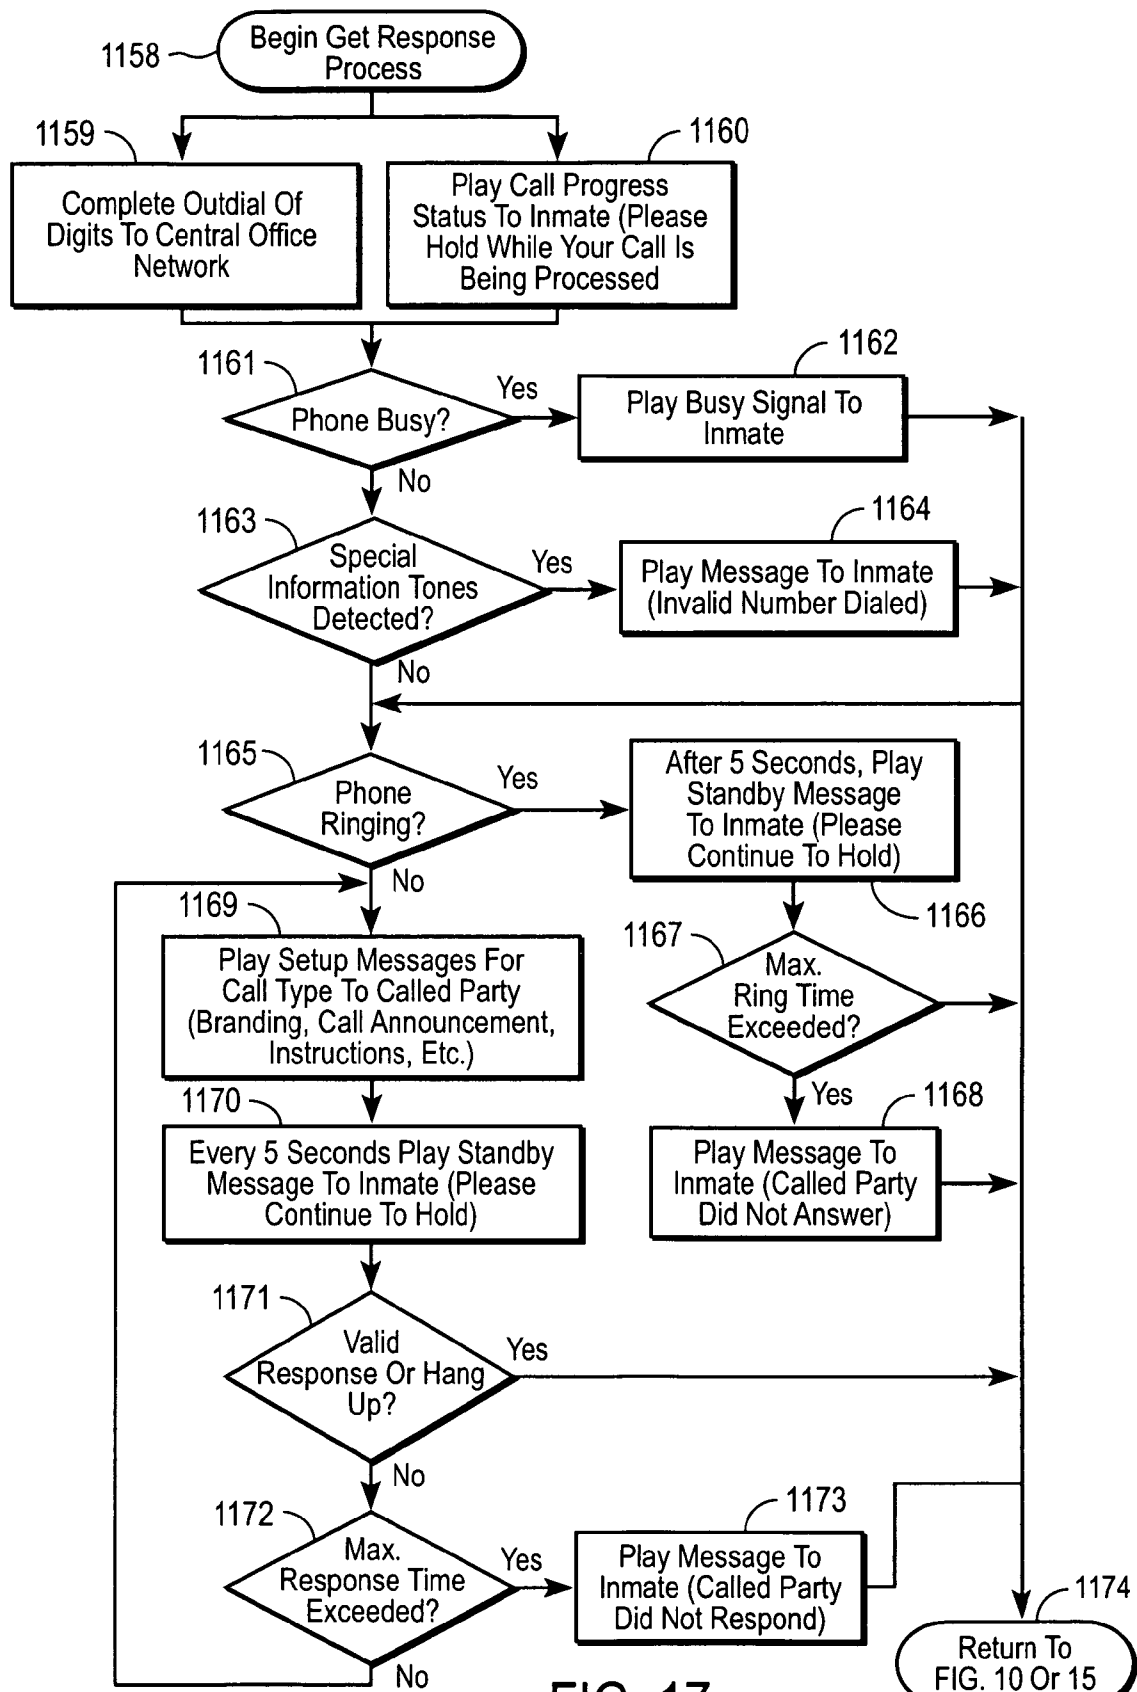 1158
Begin Get Response
Process
1159
1160
Complete Outdial Of
Digits To Central Office
Network
Play Call Progress
Status To Inmate (Please
Hold While Your Call Is
Being Processed
1161
Phone Busy?
Yes
No
1162
Play Busy Signal To
Inmate
1163
Special
Information Tones
Detected?
Yes
No
1164
Play Message To Inmate
(Invalid Number Dialed)
1165
Phone
Ringing?
Yes
No
After 5 Seconds, Play
Standby Message
To Inmate (Please
Continue To Hold)
1166
1167
Max.
Ring Time
Exceeded?
Yes
1168
Play Message To
Inmate (Called Party
Did Not Answer)
1169
Play Setup Messages For
Call Type To Called Party
(Branding, Call Announcement,
Instructions, Etc.)
1170
Every 5 Seconds Play Standby
Message To Inmate (Please
Continue To Hold)
1171
Valid
Response Or Hang
Up?
Yes
No
1172
Max.
Response Time
Exceeded?
Yes
No
1173
Play Message To
Inmate (Called Party
Did Not Respond)
1174
Return To
FIG. 10 Or 15
FIG. 17